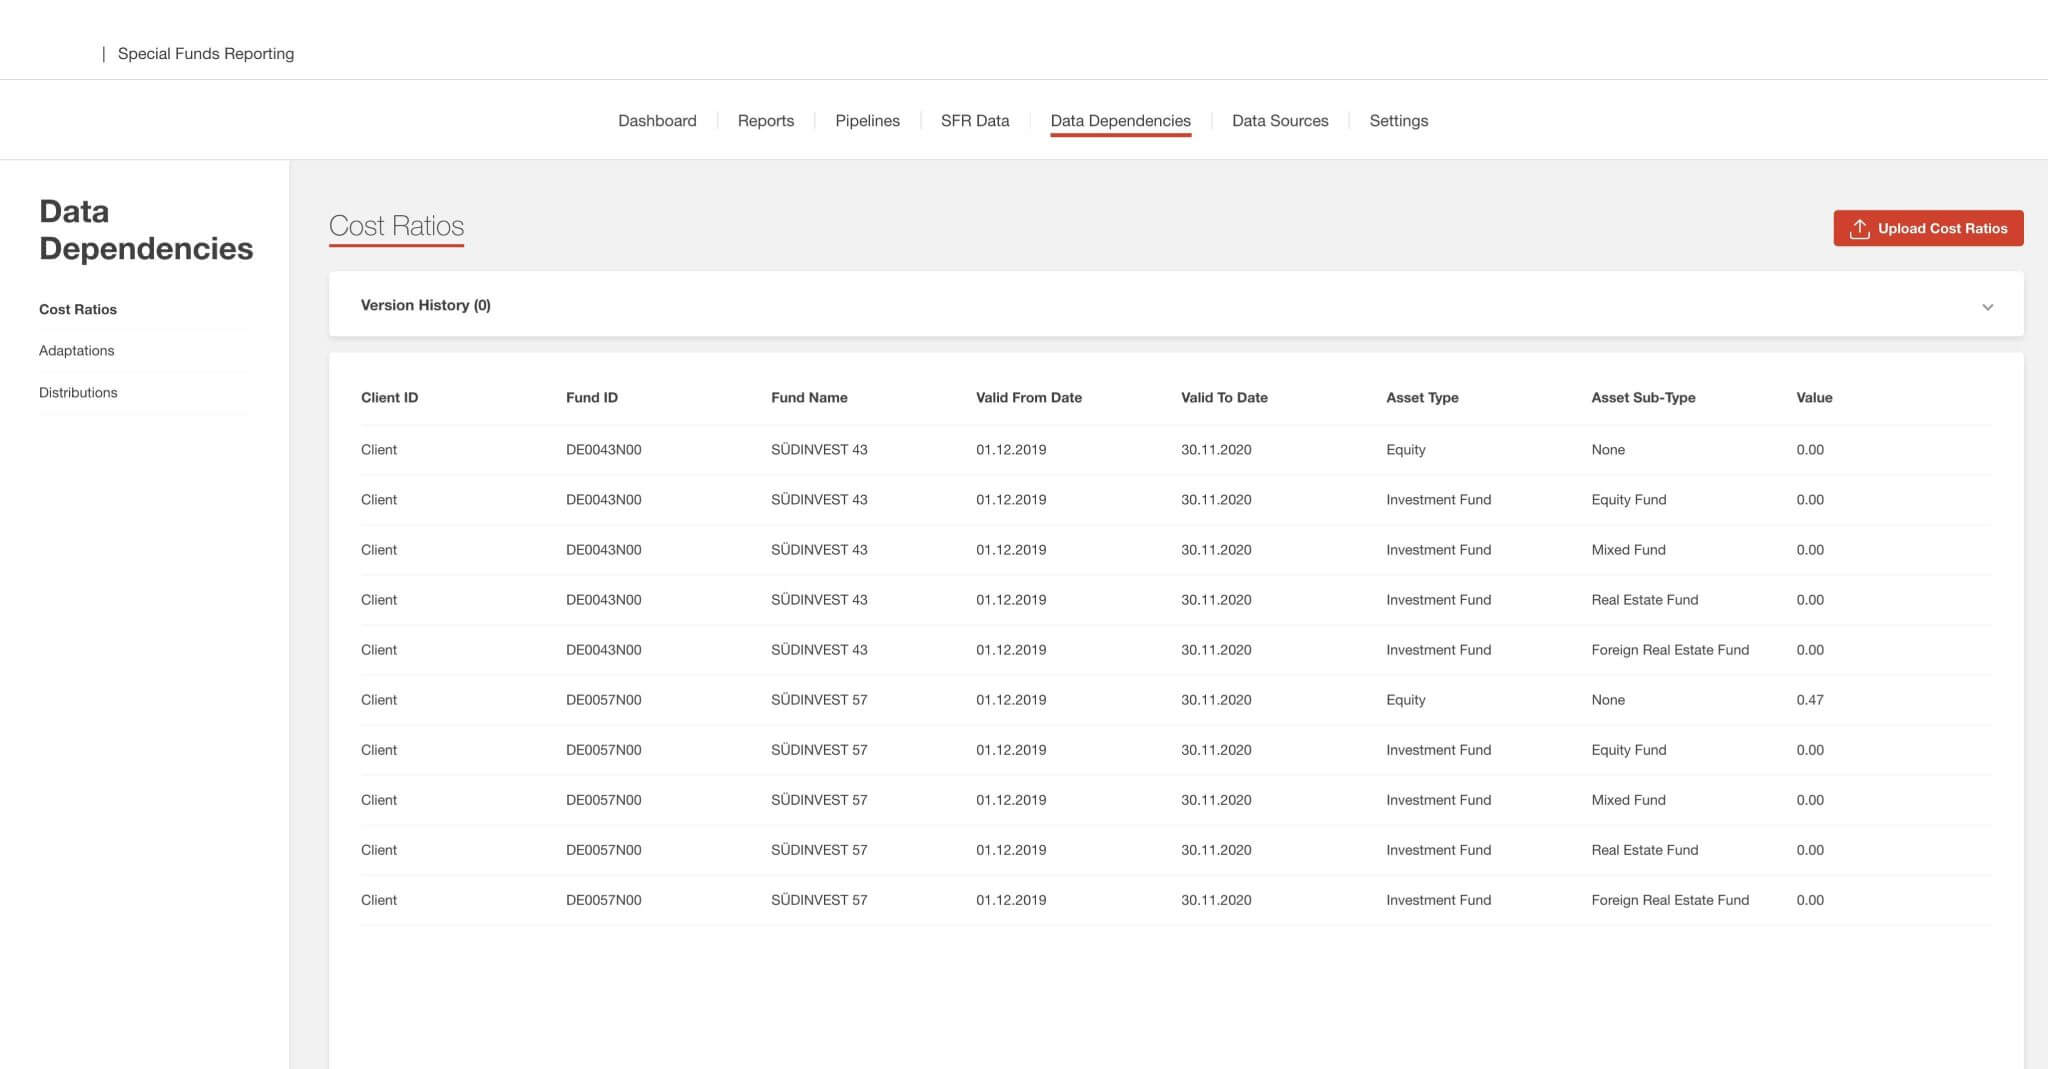 | Special Funds Reporting
Dashboard Reports Pipelines SFR Data Data Dependencies Data Sources Settings
Data
Dependencies
Cost Ratios
Adaptations
Distributions
Cost Ratios
Upload Cost Ratios
Version History (0)
Client ID Fund ID Fund Name Valid From Date Valid To Date Asset Type Asset Sub-Type Value
Client DE0043N00 SÜDINVEST 43 01.12.2019 30.11.2020 Equity None 0.00
Client DE0043N00 SÜDINVEST 43 01.12.2019 30.11.2020 Investment Fund Equity Fund 0.00
Client DE0043N00 SÜDINVEST 43 01.12.2019 30.11.2020 Investment Fund Mixed Fund 0.00
Client DE0043N00 SÜDINVEST 43 01.12.2019 30.11.2020 Investment Fund Real Estate Fund 0.00
Client DE0043N00 SÜDINVEST 43 01.12.2019 30.11.2020 Investment Fund Foreign Real Estate Fund 0.00
Client DE0057N00 SÜDINVEST 57 01.12.2019 30.11.2020 Equity None 0.47
Client DE0057N00 SÜDINVEST 57 01.12.2019 30.11.2020 Investment Fund Equity Fund 0.00
Client DE0057N00 SÜDINVEST 57 01.12.2019 30.11.2020 Investment Fund Mixed Fund 0.00
Client DE0057N00 SÜDINVEST 57 01.12.2019 30.11.2020 Investment Fund Real Estate Fund 0.00
Client DE0057N00 SÜDINVEST 57 01.12.2019 30.11.2020 Investment Fund Foreign Real Estate Fund 0.00